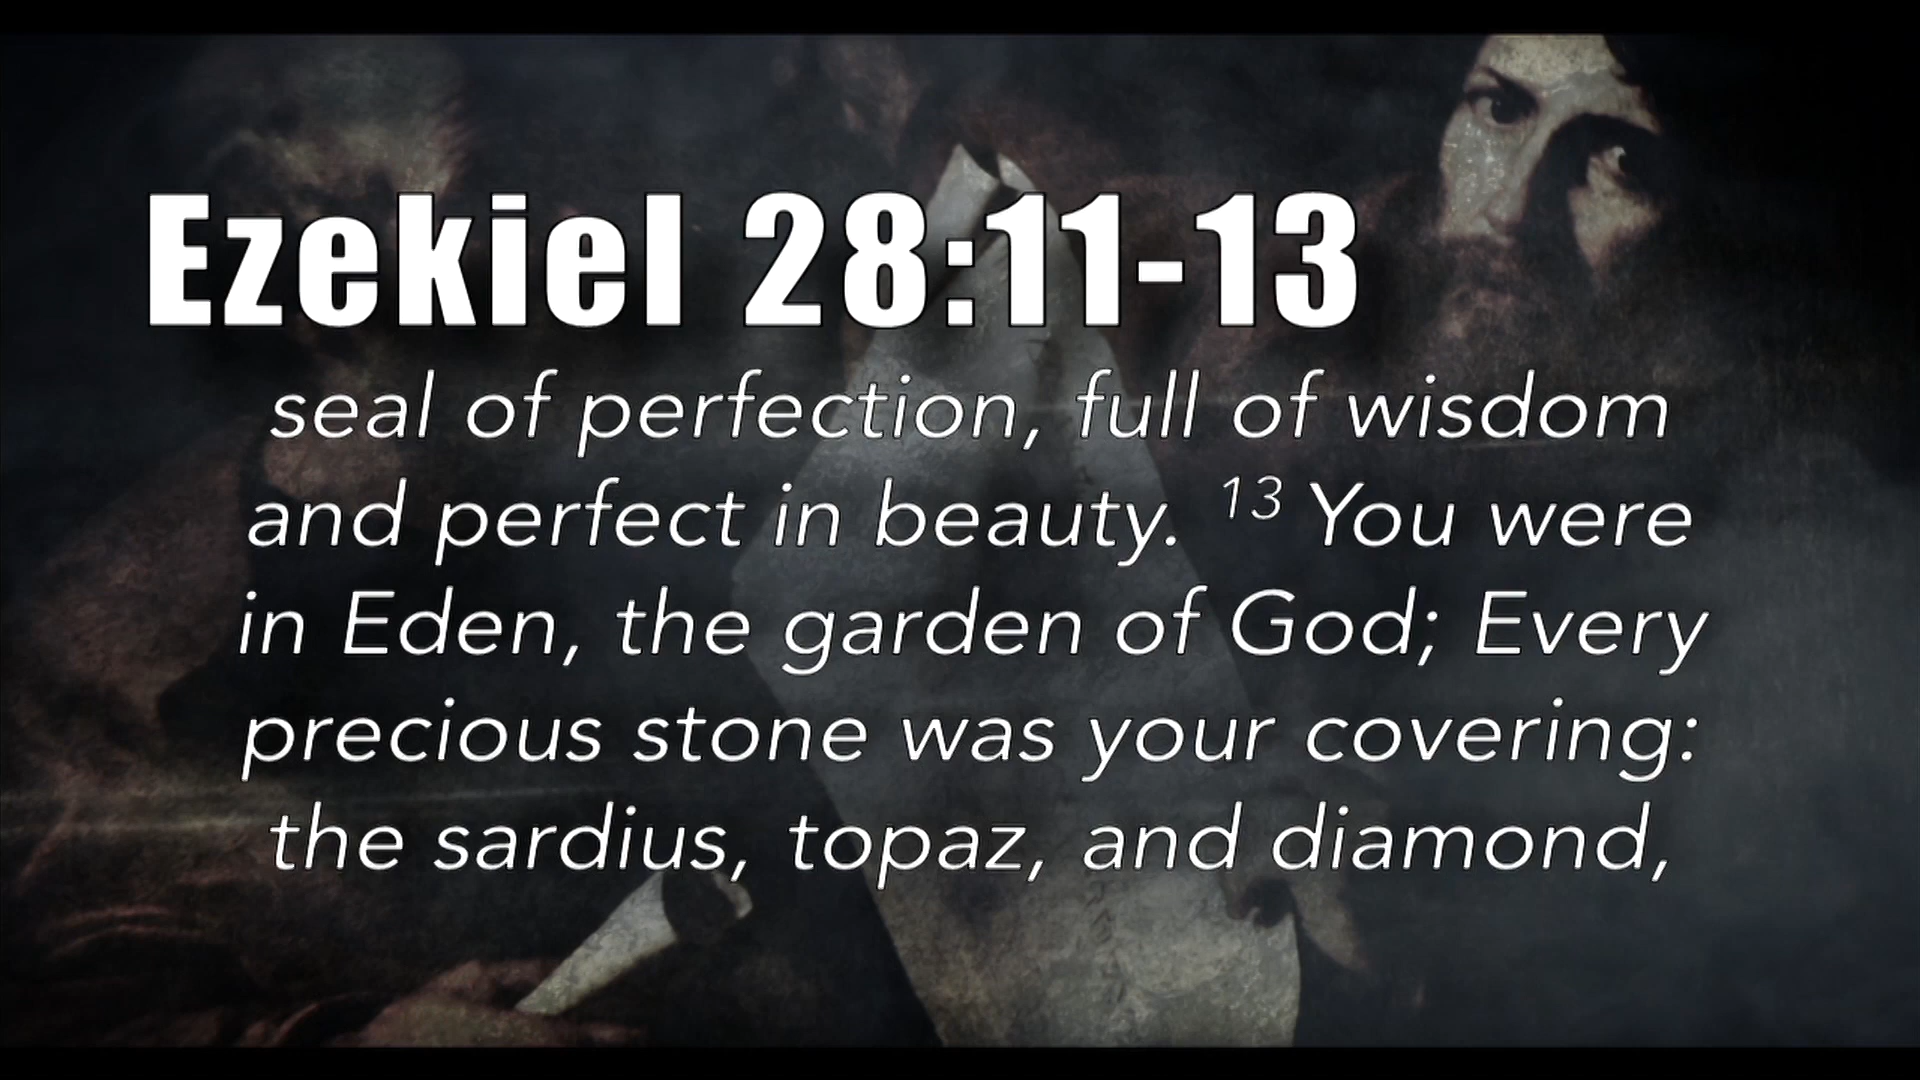 Ezekiel 28:11-13
seal of perfection, full of wisdom
and perfect in beauty. ¹³ You were
in Eden, the garden of God; Every
precious stone was your covering:
the sardius, topaz, and diamond,